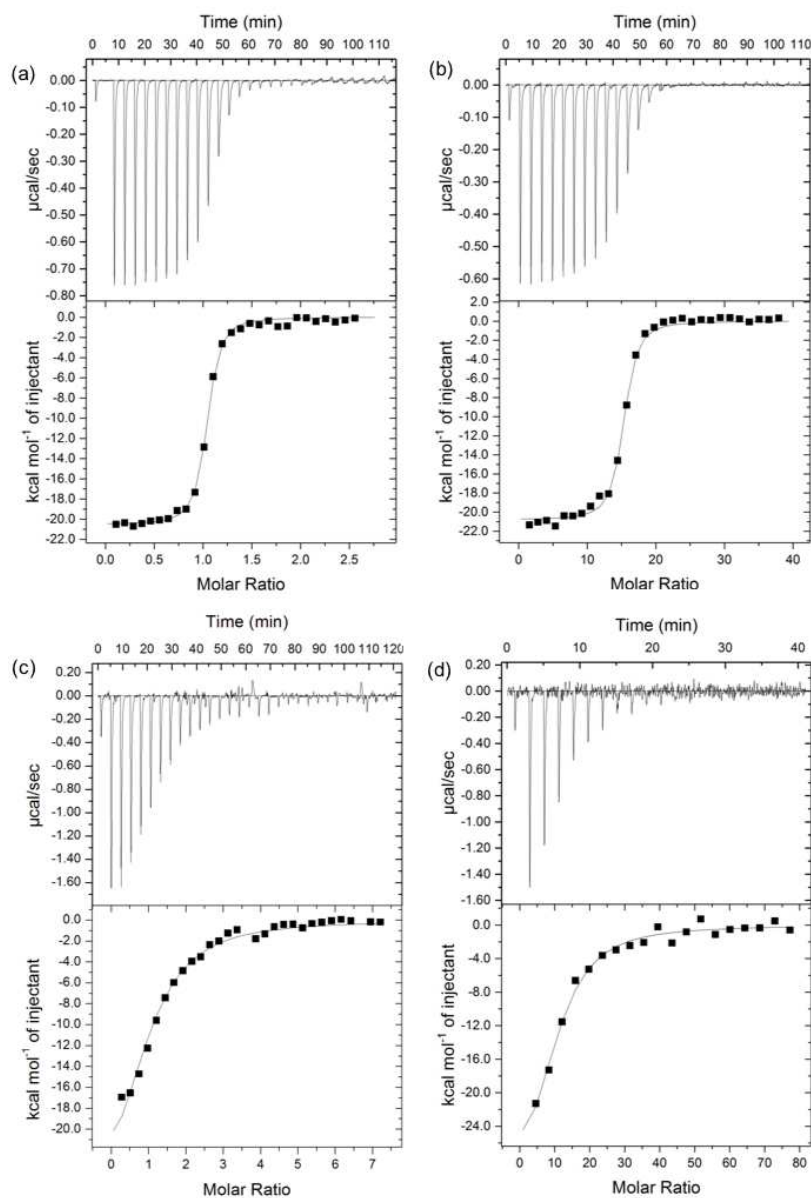 (a)
Time (min)
0 10 20 30 40 50 60 70 80 90 100 110
0.00
-0.10
-0.20
-0.30
-0.40
-0.50
-0.60
-0.70
-0.80
µcal/sec
0.0
-2.0
-4.0
-6.0
-8.0
-10.0
-12.0
-14.0
-16.0
-18.0
-20.0
-22.0
kcal mol⁻¹ of injectant
0.0 0.5 1.0 1.5 2.0 2.5
Molar Ratio
(b)
Time (min)
0 10 20 30 40 50 60 70 80 90 100 110
0.00
-0.10
-0.20
-0.30
-0.40
-0.50
-0.60
µcal/sec
2.0
0.0
-2.0
-4.0
-6.0
-8.0
-10.0
-12.0
-14.0
-16.0
-18.0
-20.0
-22.0
kcal mol⁻¹ of injectant
0 10 20 30 40
Molar Ratio
(c)
Time (min)
0 10 20 30 40 50 60 70 80 90 100 110 120
0.20
0.00
-0.20
-0.40
-0.60
-0.80
-1.00
-1.20
-1.40
-1.60
µcal/sec
0.0
-2.0
-4.0
-6.0
-8.0
-10.0
-12.0
-14.0
-16.0
-18.0
-20.0
kcal mol⁻¹ of injectant
0 1 2 3 4 5 6 7
Molar Ratio
(d)
Time (min)
0 10 20 30 40
0.20
0.00
-0.20
-0.40
-0.60
-0.80
-1.00
-1.20
-1.40
-1.60
µcal/sec
0.0
-4.0
-8.0
-12.0
-16.0
-20.0
-24.0
kcal mol⁻¹ of injectant
0 10 20 30 40 50 60 70 80
Molar Ratio